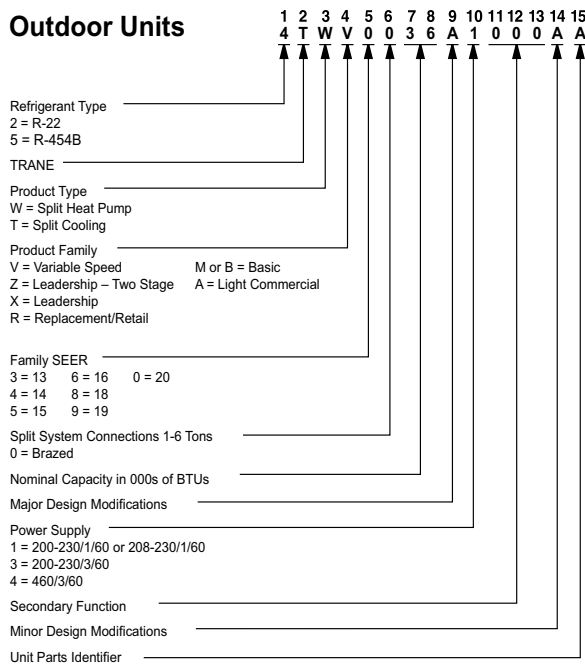 Outdoor Units
1 2 3 4 5 6 7 8 9 10 11 12 13 14 15
4 T W V 0 0 3 6 A 1 0 0 0 A A
Refrigerant Type
2 = R-22
5 = R-454B
TRANE
Product Type
W = Split Heat Pump
T = Split Cooling
Product Family
V = Variable Speed M or B = Basic
Z = Leadership – Two Stage A = Light Commercial
X = Leadership
R = Replacement/Retail
Family SEER
3 = 13 6 = 16 0 = 20
4 = 14 8 = 18
5 = 15 9 = 19
Split System Connections 1-6 Tons
0 = Brazed
Nominal Capacity in 000s of BTUs
Major Design Modifications
Power Supply
1 = 200-230/1/60 or 208-230/1/60
3 = 200-230/3/60
4 = 460/3/60
Secondary Function
Minor Design Modifications
Unit Parts Identifier